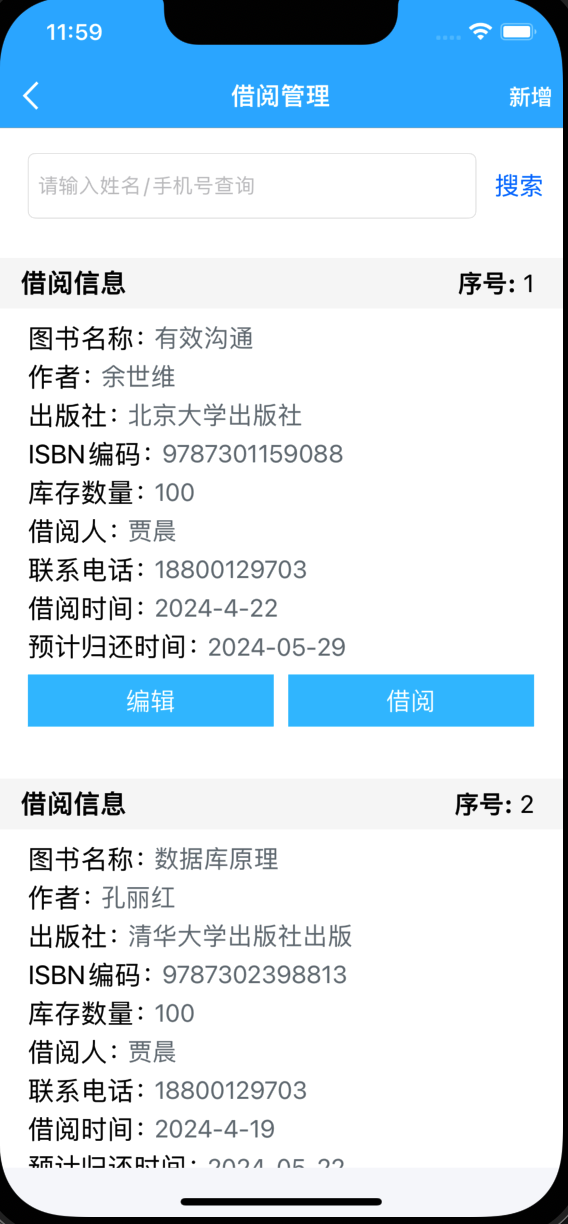 11:59
借阅管理 新增
请输入姓名/手机号查询 搜索
借阅信息 序号: 1
图书名称：有效沟通
作者：余世维
出版社：北京大学出版社
ISBN编码：9787301159088
库存数量：100
借阅人：贾晨
联系电话：18800129703
借阅时间：2024-4-22
预计归还时间：2024-05-29
编辑 借阅
借阅信息 序号: 2
图书名称：数据库原理
作者：孔丽红
出版社：清华大学出版社出版
ISBN编码：9787302398813
库存数量：100
借阅人：贾晨
联系电话：18800129703
借阅时间：2024-4-19
预计归还时间：2024-05-22